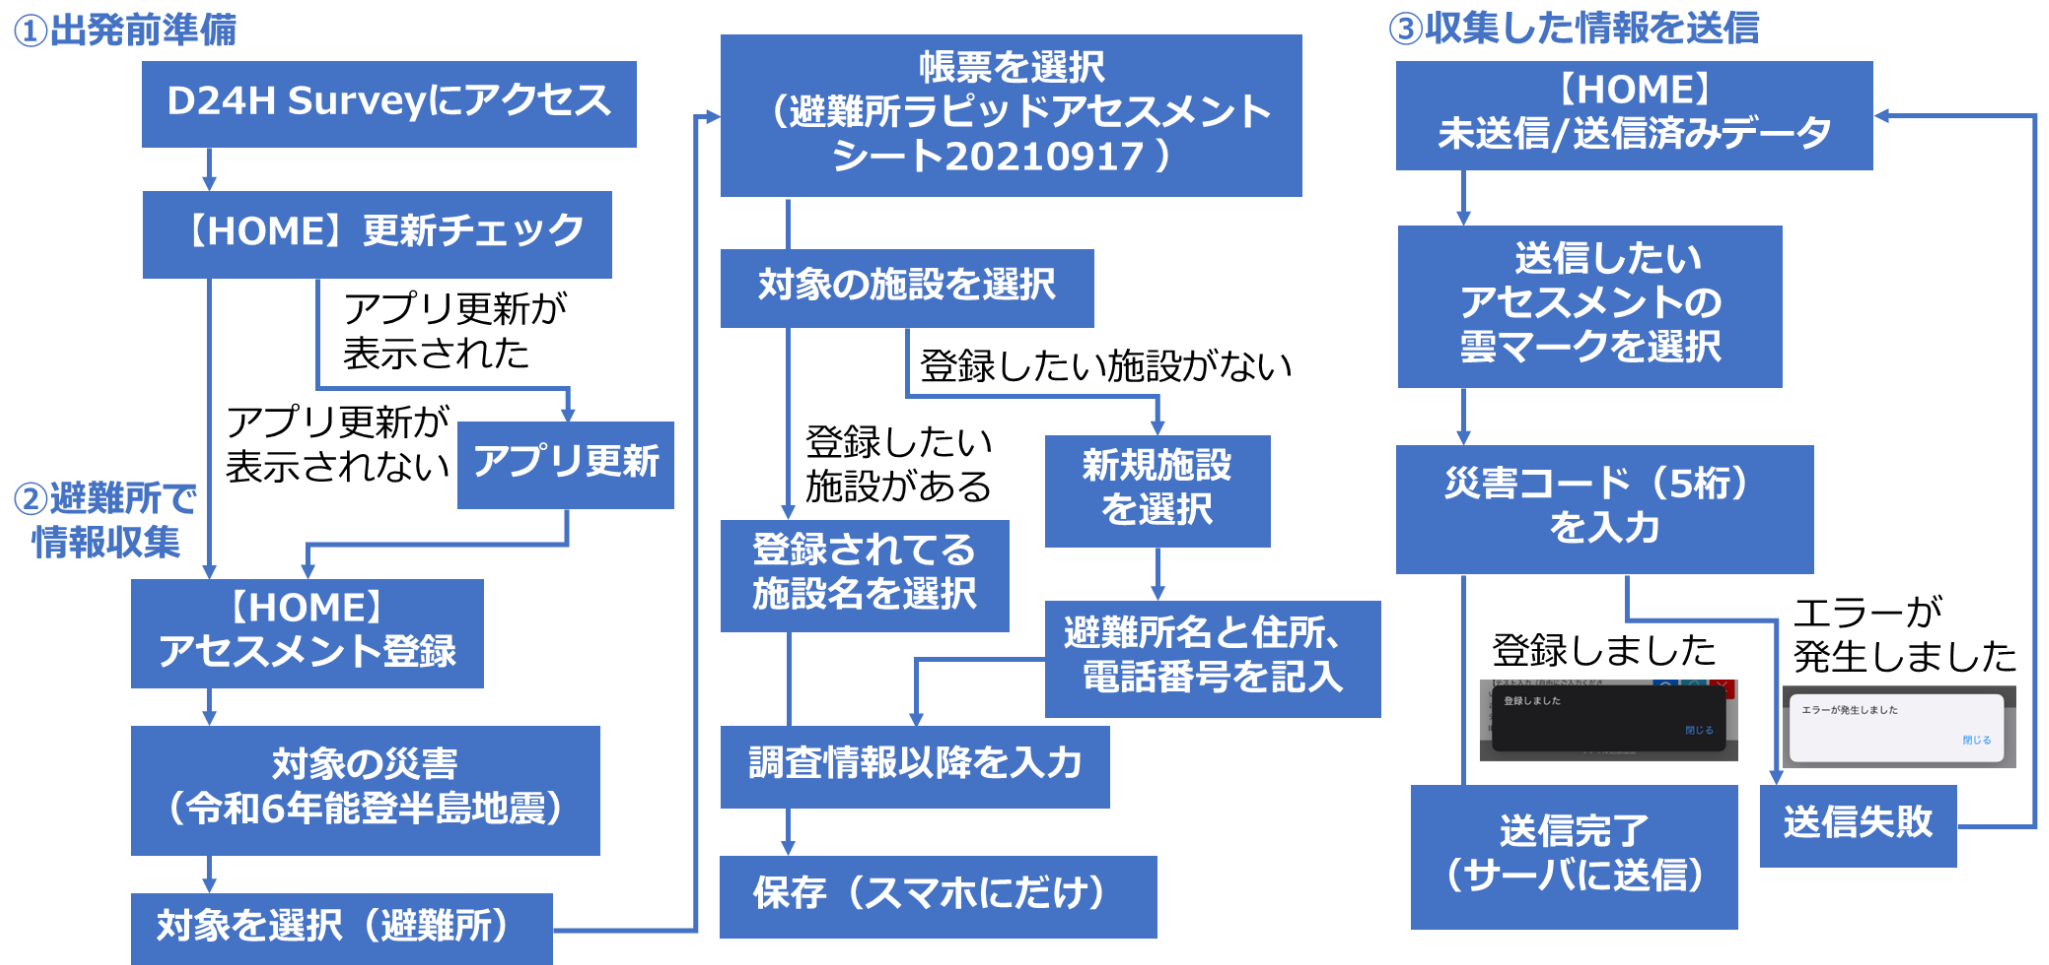 ①出発前準備
D24H Surveyにアクセス
【HOME】更新チェック
アプリ更新が
表示された
アプリ更新が
表示されない
アプリ更新
②避難所で
情報収集
【HOME】
アセスメント登録
対象の災害
（令和6年能登半島地震）
対象を選択（避難所）
帳票を選択
（避難所ラピッドアセスメント
シート20210917 ）
対象の施設を選択
登録したい施設がない
登録したい
施設がある
新規施設
を選択
登録されてる
施設名を選択
避難所名と住所、
電話番号を記入
調査情報以降を入力
保存（スマホにだけ）
③収集した情報を送信
【HOME】
未送信/送信済みデータ
送信したい
アセスメントの
雲マークを選択
災害コード（5桁）
を入力
登録しました
登録しました
閉じる
エラーが
発生しました
エラーが発生しました
閉じる
送信完了
（サーバに送信）
送信失敗